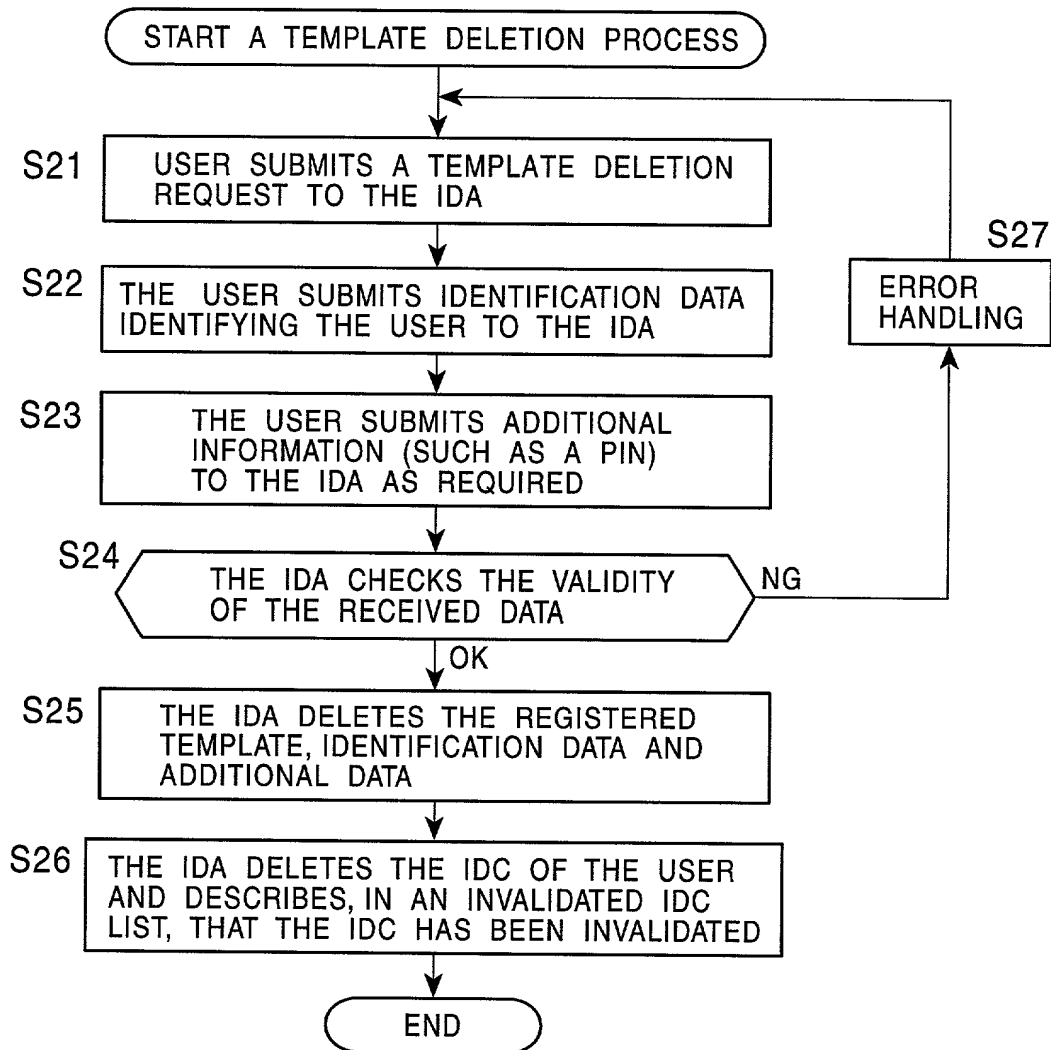 START A TEMPLATE DELETION PROCESS
S21
USER SUBMITS A TEMPLATE DELETION
REQUEST TO THE IDA
S27
ERROR
HANDLING
S22
THE USER SUBMITS IDENTIFICATION DATA
IDENTIFYING THE USER TO THE IDA
S23
THE USER SUBMITS ADDITIONAL
INFORMATION (SUCH AS A PIN)
TO THE IDA AS REQUIRED
S24
THE IDA CHECKS THE VALIDITY
OF THE RECEIVED DATA
NG
OK
S25
THE IDA DELETES THE REGISTERED
TEMPLATE, IDENTIFICATION DATA AND
ADDITIONAL DATA
S26
THE IDA DELETES THE IDC OF THE USER
AND DESCRIBES, IN AN INVALIDATED IDC
LIST, THAT THE IDC HAS BEEN INVALIDATED
END